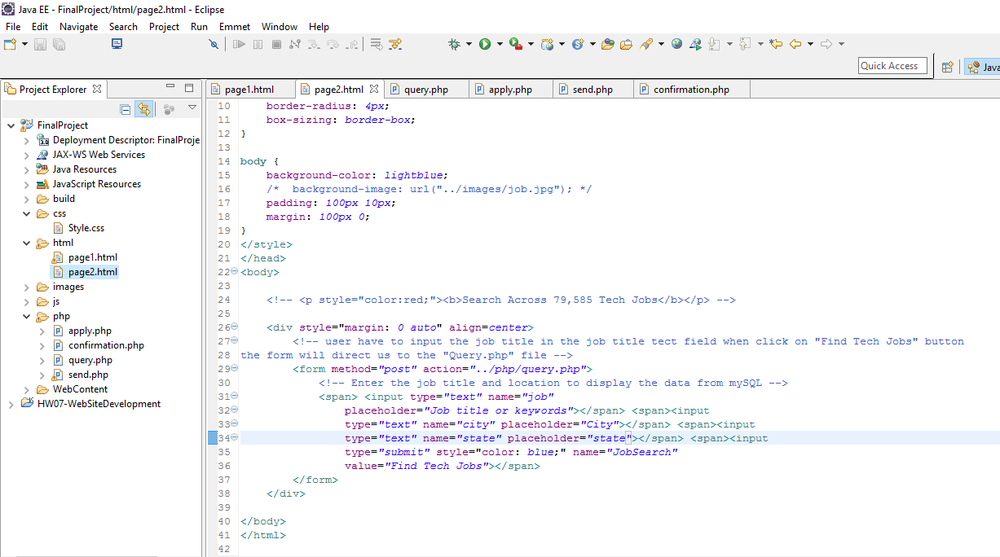 Java EE - FinalProject/html/page2.html - Eclipse
File Edit Navigate Search Project Run Emmet Window Help
Quick Access
Java
Project Explorer
page1.html
page2.html
query.php
apply.php
send.php
confirmation.php
FinalProject
3.0 Deployment Descriptor: FinalProje
JAX-WS Web Services
Java Resources
JavaScript Resources
build
css
Style.css
html
page1.html
page2.html
images
js
php
apply.php
confirmation.php
query.php
send.php
WebContent
HW07-WebSiteDevelopment
10 border-radius: 4px;
11 box-sizing: border-box;
12 }
13
14 body {
15 background-color: lightblue;
16 /*  background-image: url("../images/job.jpg"); */
17 padding: 100px 10px;
18 margin: 100px 0;
19 }
20 </style>
21 </head>
22 <body>
23
24 <!-- <p style="color:red;"><b>Search Across 79,585 Tech Jobs</b></p> -->
25
26 <div style="margin: 0 auto" align=center>
27 <!-- user have to input the job title in the job title tect field when click on "Find Tech Jobs" button
28 the form will direct us to the "Query.php" file -->
29 <form method="post" action="../php/query.php">
30 <!-- Enter the job title and location to display the data from mySQL -->
31 <span> <input type="text" name="job"
32 placeholder="Job title or keywords"></span> <span><input
33 type="text" name="city" placeholder="City"></span> <span><input
34 type="text" name="state" placeholder="state"></span> <span><input
35 type="submit" style="color: blue;" name="JobSearch"
36 value="Find Tech Jobs"></span>
37 </form>
38 </div>
39
40 </body>
41 </html>
42